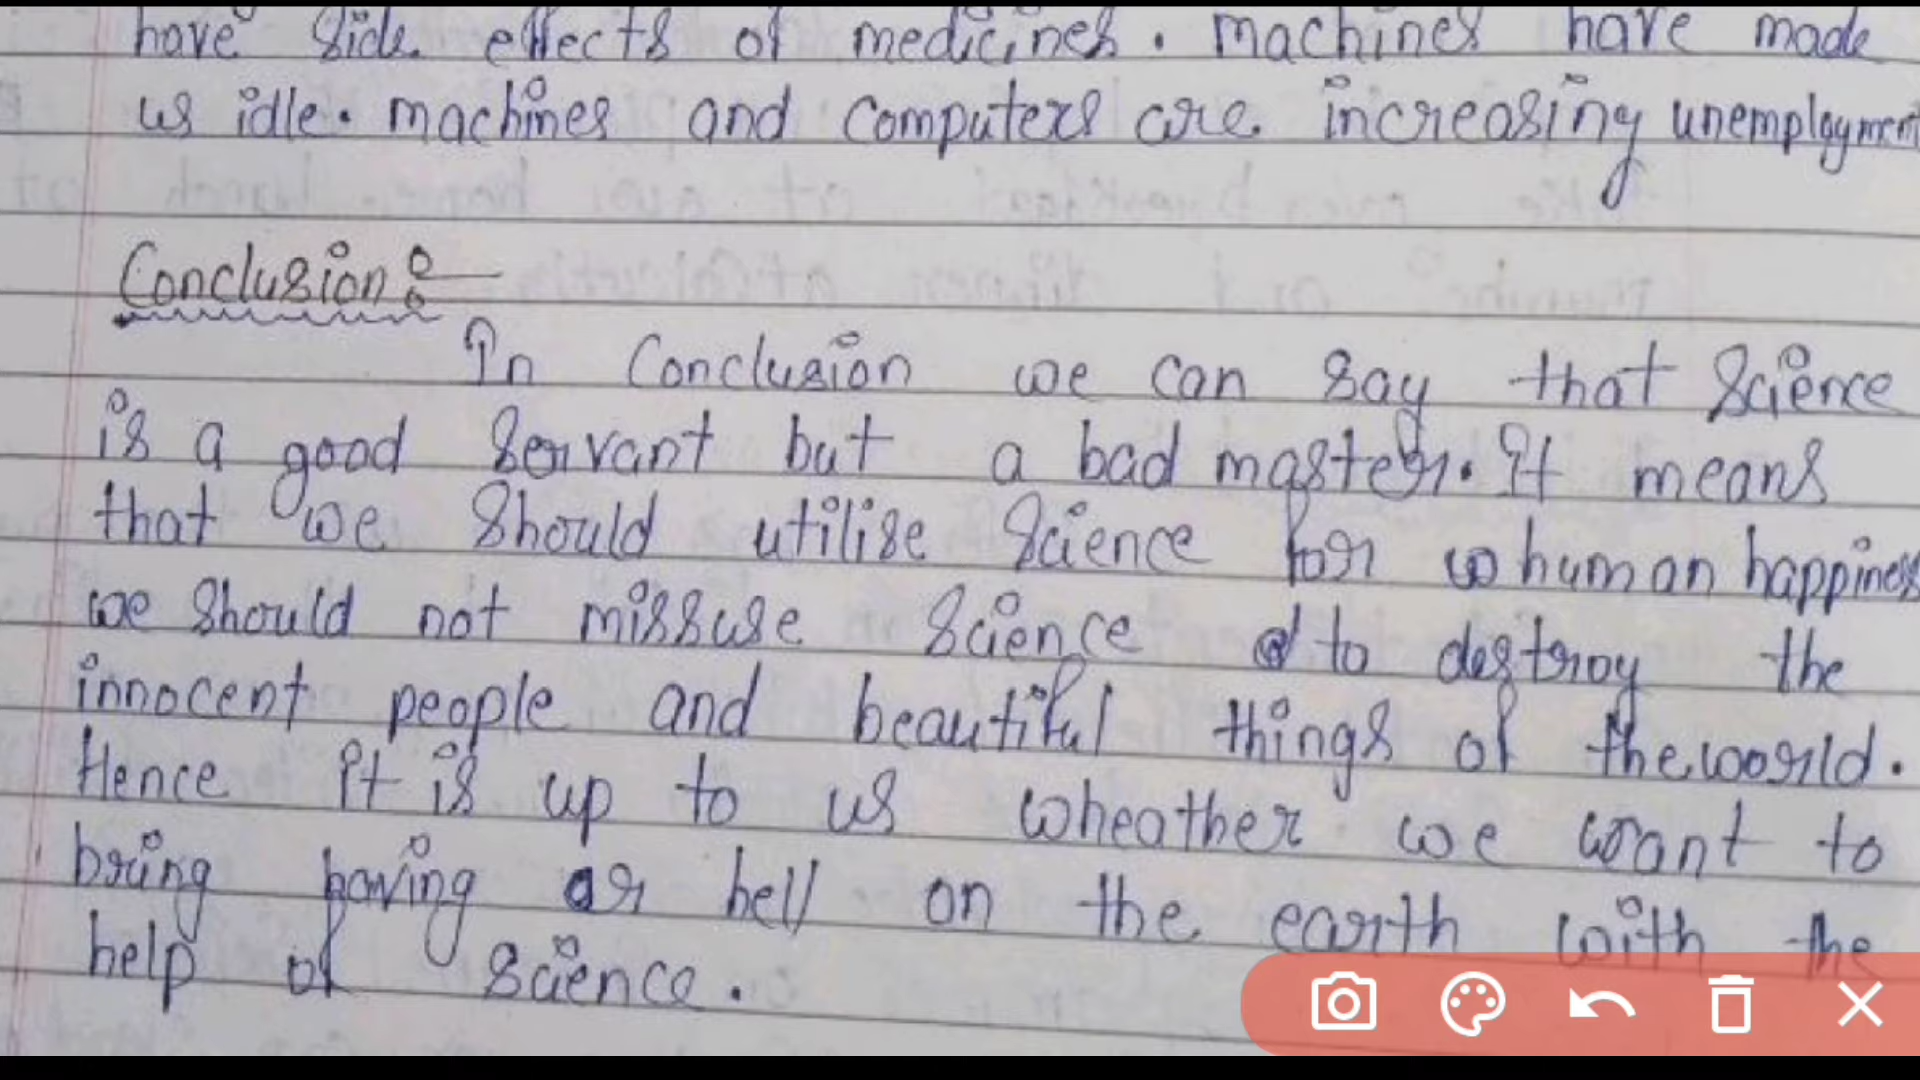 have side effects of medicines. machines have made
us idle. machines and computers are increasing unemployment
Conclusion :-
In Conclusion we can say that Science
is a good Servant but a bad master. It means
that we should utilise Science for human happiness
we should not missuse Science to destroy the
innocent people and beautiful things of the world.
Hence it is up to us wheather we want to
bring having or hell on the earth with the
help of Science.